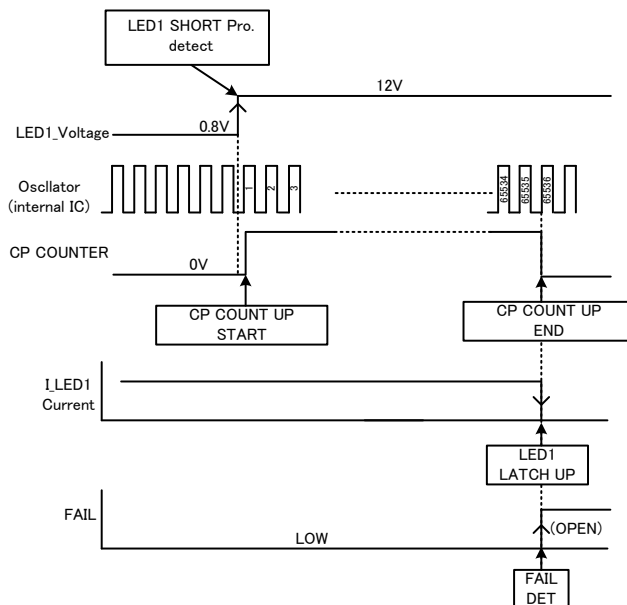 LED1 SHORT Pro.
detect
12V
LED1_Voltage
0.8V
Oscllator
(internal IC)
1
2
3
65534
65535
65536
CP COUNTER
0V
CP COUNT UP
START
CP COUNT UP
END
I_LED1
Current
LED1
LATCH UP
FAIL
LOW
(OPEN)
FAIL
DET